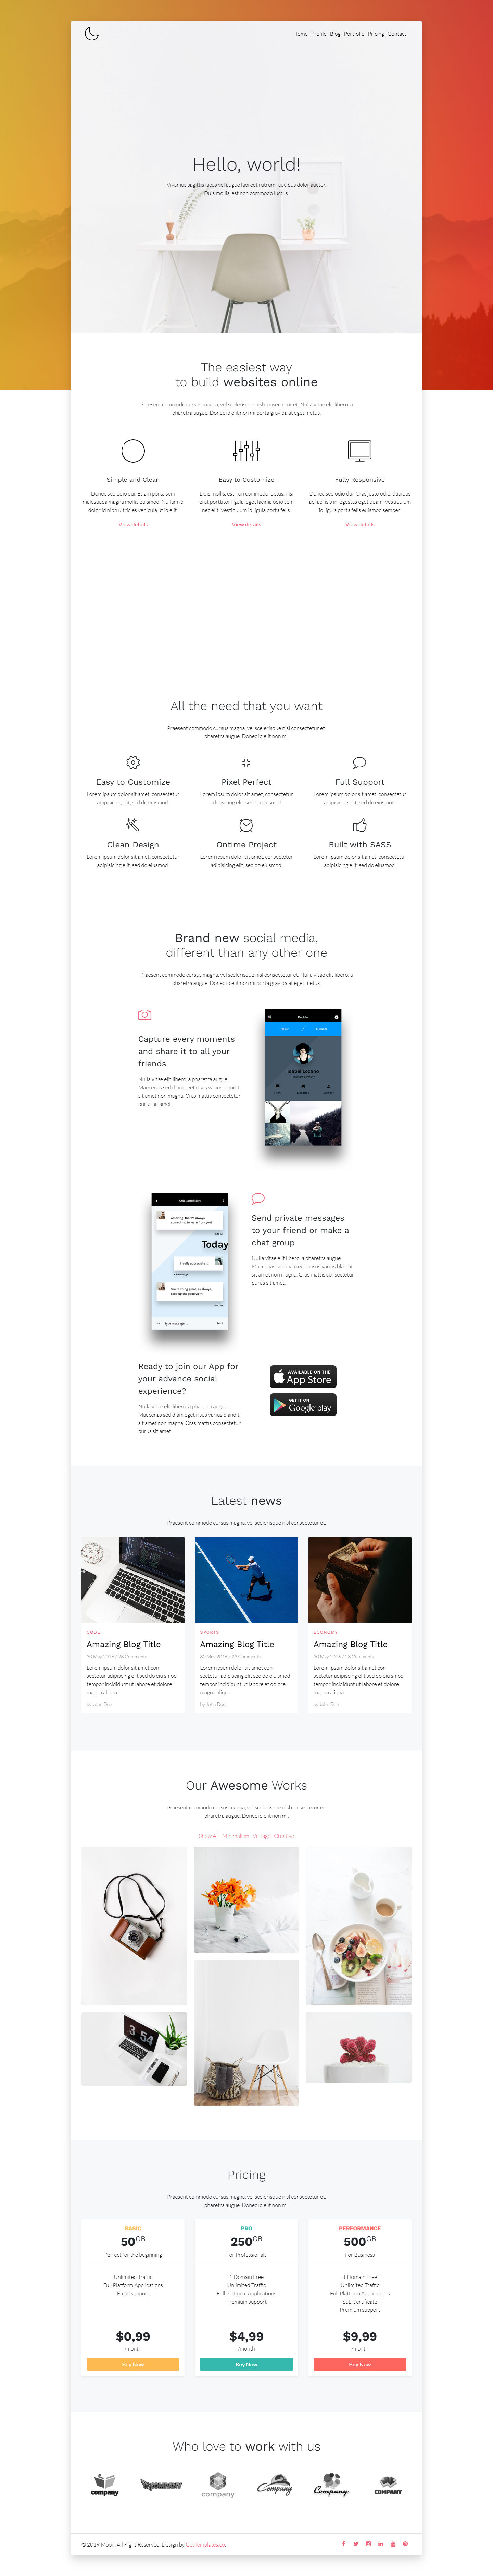 Home Profile Blog Portfolio Pricing Contact
Hello, world!
Vivamus sagittis lacus vel augue laoreet rutrum faucibus dolor auctor.
Duis mollis, est non commodo luctus.
The easiest way
to build websites online
Praesent commodo cursus magna, vel scelerisque nisl consectetur et. Nulla vitae elit libero, a
pharetra augue. Donec id elit non mi porta gravida at eget metus.
Simple and Clean
Donec sed odio dui. Etiam porta sem
malesuada magna mollis euismod. Nullam id
dolor id nibh ultricies vehicula ut id elit.
View details
Easy to Customize
Duis mollis, est non commodo luctus, nisi
erat porttitor ligula, eget lacinia odio sem
nec elit. Vestibulum id ligula porta felis.
View details
Fully Responsive
Donec sed odio dui. Cras justo odio, dapibus
ac facilisis in, egestas eget quam. Vestibulum
id ligula porta felis euismod semper.
View details
All the need that you want
Praesent commodo cursus magna, vel scelerisque nisl consectetur et.
pharetra augue. Donec id elit non mi.
Easy to Customize
Lorem ipsum dolor sit amet, consectetur
adipisicing elit, sed do eiusmod.
Pixel Perfect
Lorem ipsum dolor sit amet, consectetur
adipisicing elit, sed do eiusmod.
Full Support
Lorem ipsum dolor sit amet, consectetur
adipisicing elit, sed do eiusmod.
Clean Design
Lorem ipsum dolor sit amet, consectetur
adipisicing elit, sed do eiusmod.
Ontime Project
Lorem ipsum dolor sit amet, consectetur
adipisicing elit, sed do eiusmod.
Built with SASS
Lorem ipsum dolor sit amet, consectetur
adipisicing elit, sed do eiusmod.
Brand new social media,
different than any other one
Praesent commodo cursus magna, vel scelerisque nisl consectetur et. Nulla vitae elit libero, a
pharetra augue. Donec id elit non mi porta gravida at eget metus.
Capture every moments
and share it to all your
friends
Nulla vitae elit libero, a pharetra augue.
Maecenas sed diam eget risus varius blandit
sit amet non magna. Cras mattis consectetur
purus sit amet.
Profile
Message
Isabel Lozano
Today
Type message...
Send
Send private messages
to your friend or make a
chat group
Nulla vitae elit libero, a pharetra augue.
Maecenas sed diam eget risus varius blandit
sit amet non magna. Cras mattis consectetur
purus sit amet.
Ready to join our App for
your advance social
experience?
Nulla vitae elit libero, a pharetra augue.
Maecenas sed diam eget risus varius blandit
sit amet non magna. Cras mattis consectetur
purus sit amet.
AVAILABLE ON THE
App Store
GET IT ON
Google play
Latest news
Praesent commodo cursus magna, vel scelerisque nisl consectetur et.
CODE
Amazing Blog Title
30 May 2016 / 23 Comments
Lorem ipsum dolor sit amet con
sectetur adipisicing elit sed do eiu smod
tempor incididunt ut labore et dolore
magna aliqua.
by John Doe
SPORTS
Amazing Blog Title
30 May 2016 / 23 Comments
Lorem ipsum dolor sit amet con
sectetur adipisicing elit sed do eiu smod
tempor incididunt ut labore et dolore
magna aliqua.
by John Doe
ECONOMY
Amazing Blog Title
30 May 2016 / 23 Comments
Lorem ipsum dolor sit amet con
sectetur adipisicing elit sed do eiu smod
tempor incididunt ut labore et dolore
magna aliqua.
by John Doe
Our Awesome Works
Praesent commodo cursus magna, vel scelerisque nisl consectetur et.
pharetra augue. Donec id elit non mi.
Show All Minimalism Vintage Creative
3 54
Pricing
Praesent commodo cursus magna, vel scelerisque nisl consectetur et.
pharetra augue. Donec id elit non mi.
BASIC
50GB
Perfect for the beginning
Unlimited Traffic
Full Platform Applications
Email support
$0,99
/month
Buy Now
PRO
250GB
For Professionals
1 Domain Free
Unlimited Traffic
Full Platform Applications
Premium support
$4,99
/month
Buy Now
PERFORMANCE
500GB
For Business
1 Domain Free
Unlimited Traffic
Full Platform Applications
SSL Certificate
Premium support
$9,99
/month
Buy Now
Who love to work with us
company
COMPANY
company
Company
Company
COMPANY
© 2019 Moon. All Right Reserved. Design by GetTemplates.co.